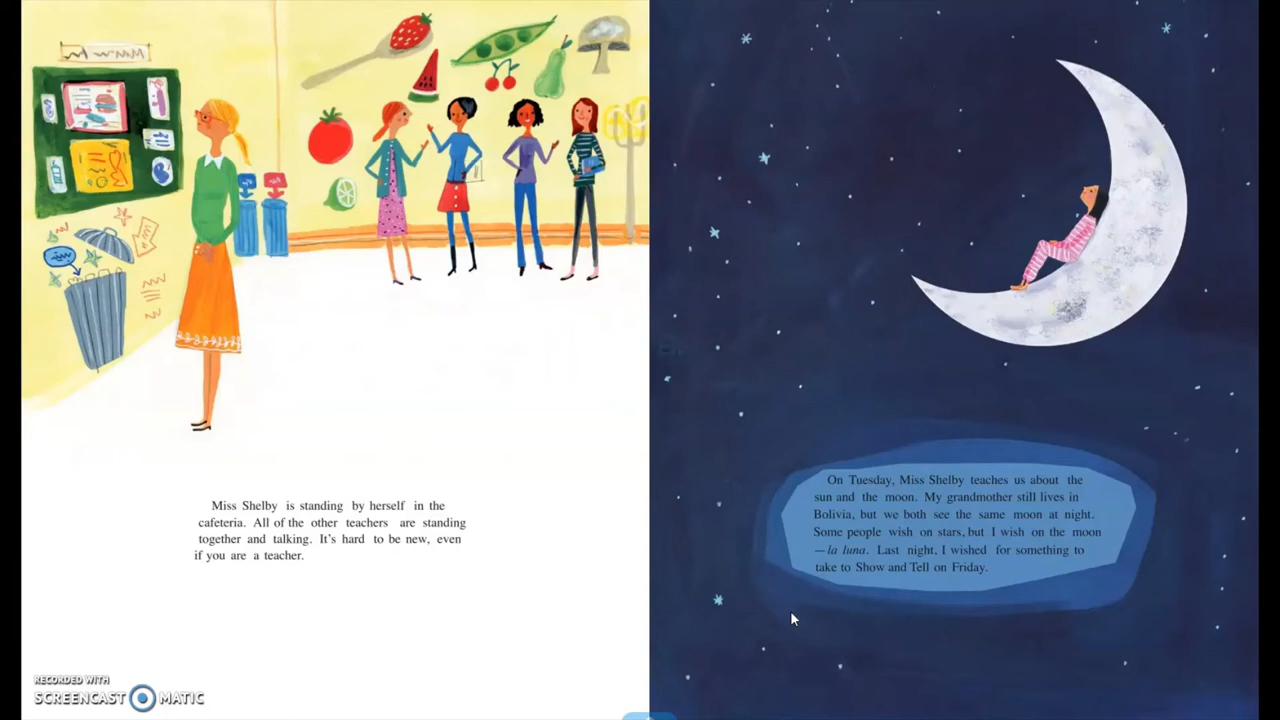 Miss Shelby is standing by herself in the
cafeteria. All of the other teachers are standing
together and talking. It's hard to be new, even
if you are a teacher.
On Tuesday, Miss Shelby teaches us about the
sun and the moon. My grandmother still lives in
Bolivia, but we both see the same moon at night.
Some people wish on stars, but I wish on the moon
—la luna. Last night, I wished for something to
take to Show and Tell on Friday.
RECORDED WITH
SCREENCAST MATIC